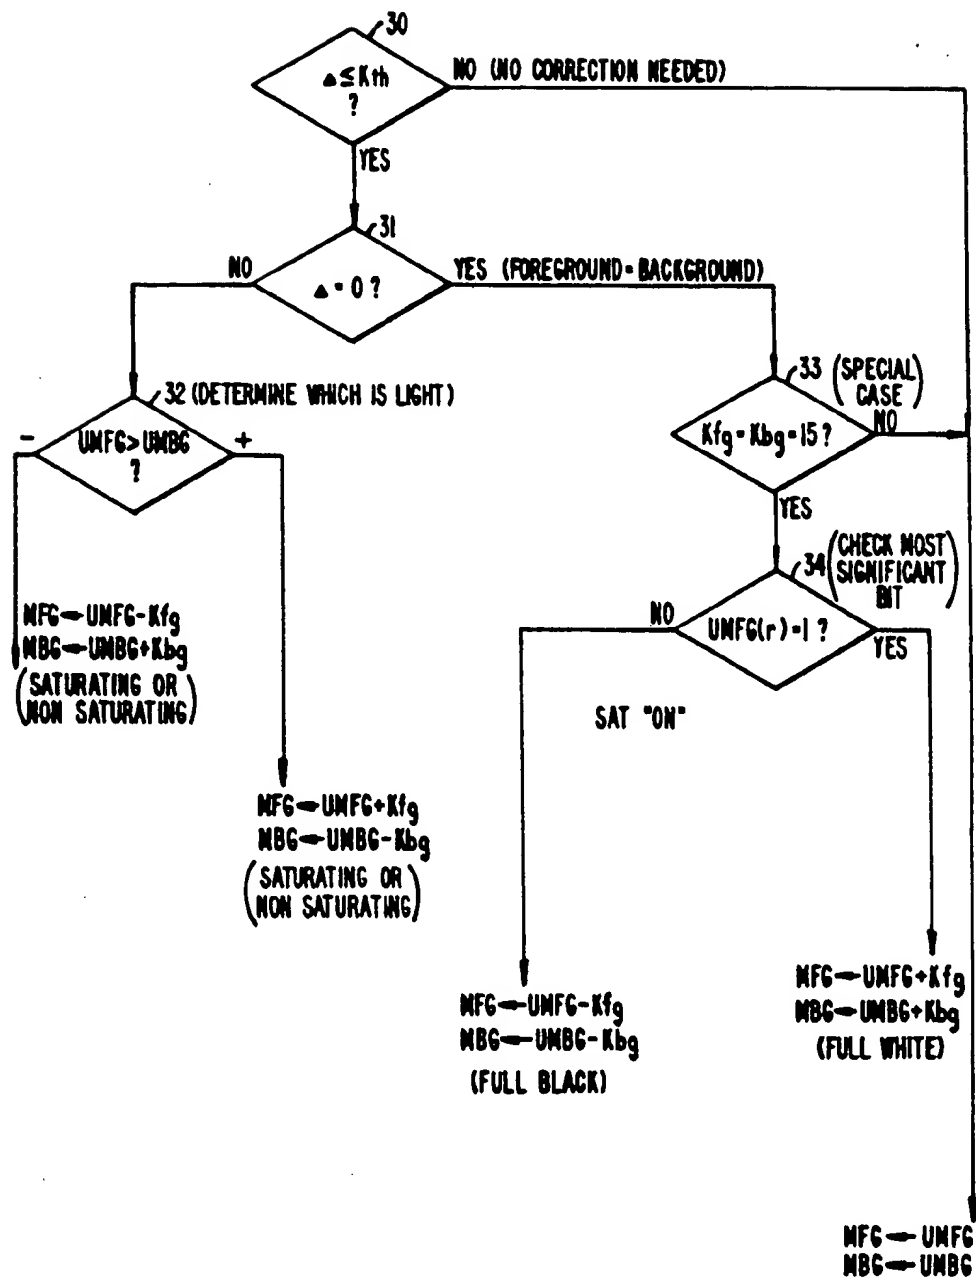 30
Δ≤Kth
?
NO (NO CORRECTION NEEDED)
YES
31
Δ=0?
NO
YES (FOREGROUND=BACKGROUND)
32 (DETERMINE WHICH IS LIGHT)
UMFG>UMBG
?
-
+
33 (SPECIAL
CASE)
Kfg=Kbg=15?
NO
YES
34 (CHECK MOST
SIGNIFICANT
BIT)
UMFG(r)=1?
NO
YES
MFG←UMFG-Kfg
MBG←UMBG+Kbg
(SATURATING OR
NON SATURATING)
SAT "ON"
MFG←UMFG+Kfg
MBG←UMBG-Kbg
(SATURATING OR
NON SATURATING)
MFG←UMFG-Kfg
MBG←UMBG-Kbg
(FULL BLACK)
MFG←UMFG+Kfg
MBG←UMBG+Kbg
(FULL WHITE)
MFG←UMFG
MBG←UMBG